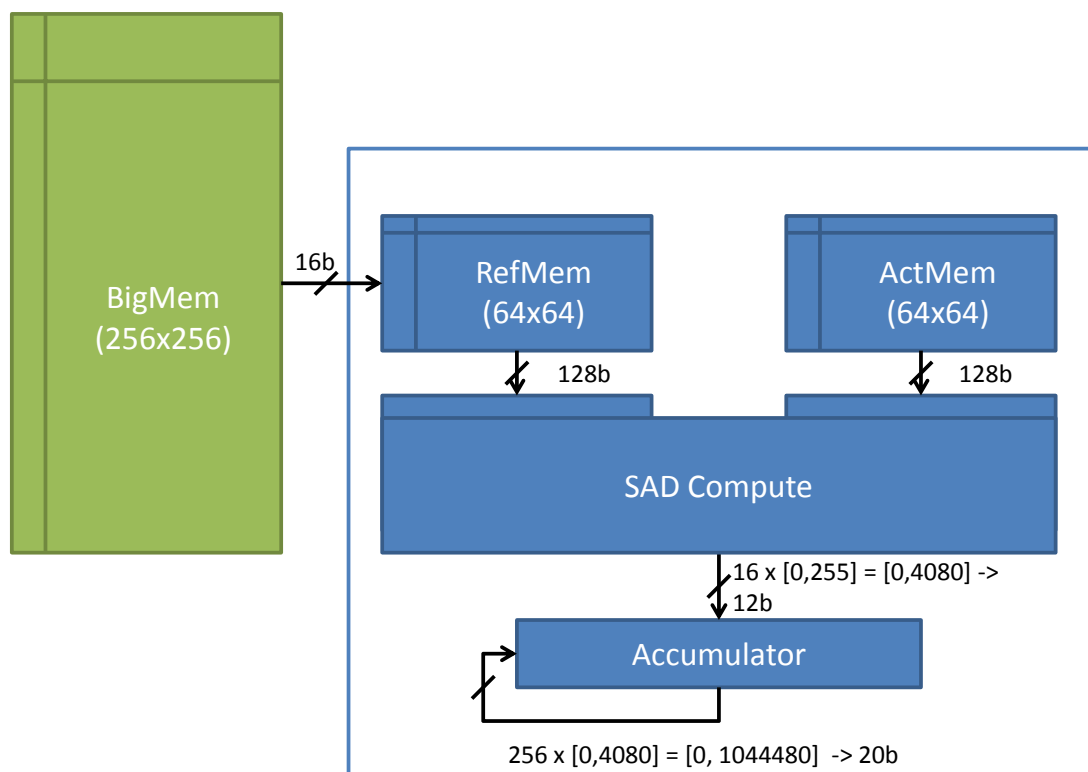 BigMem
(256x256)
16b
RefMem
(64x64)
ActMem
(64x64)
128b
128b
SAD Compute
16 x [0,255] = [0,4080] ->
12b
Accumulator
256 x [0,4080] = [0, 1044480] -> 20b